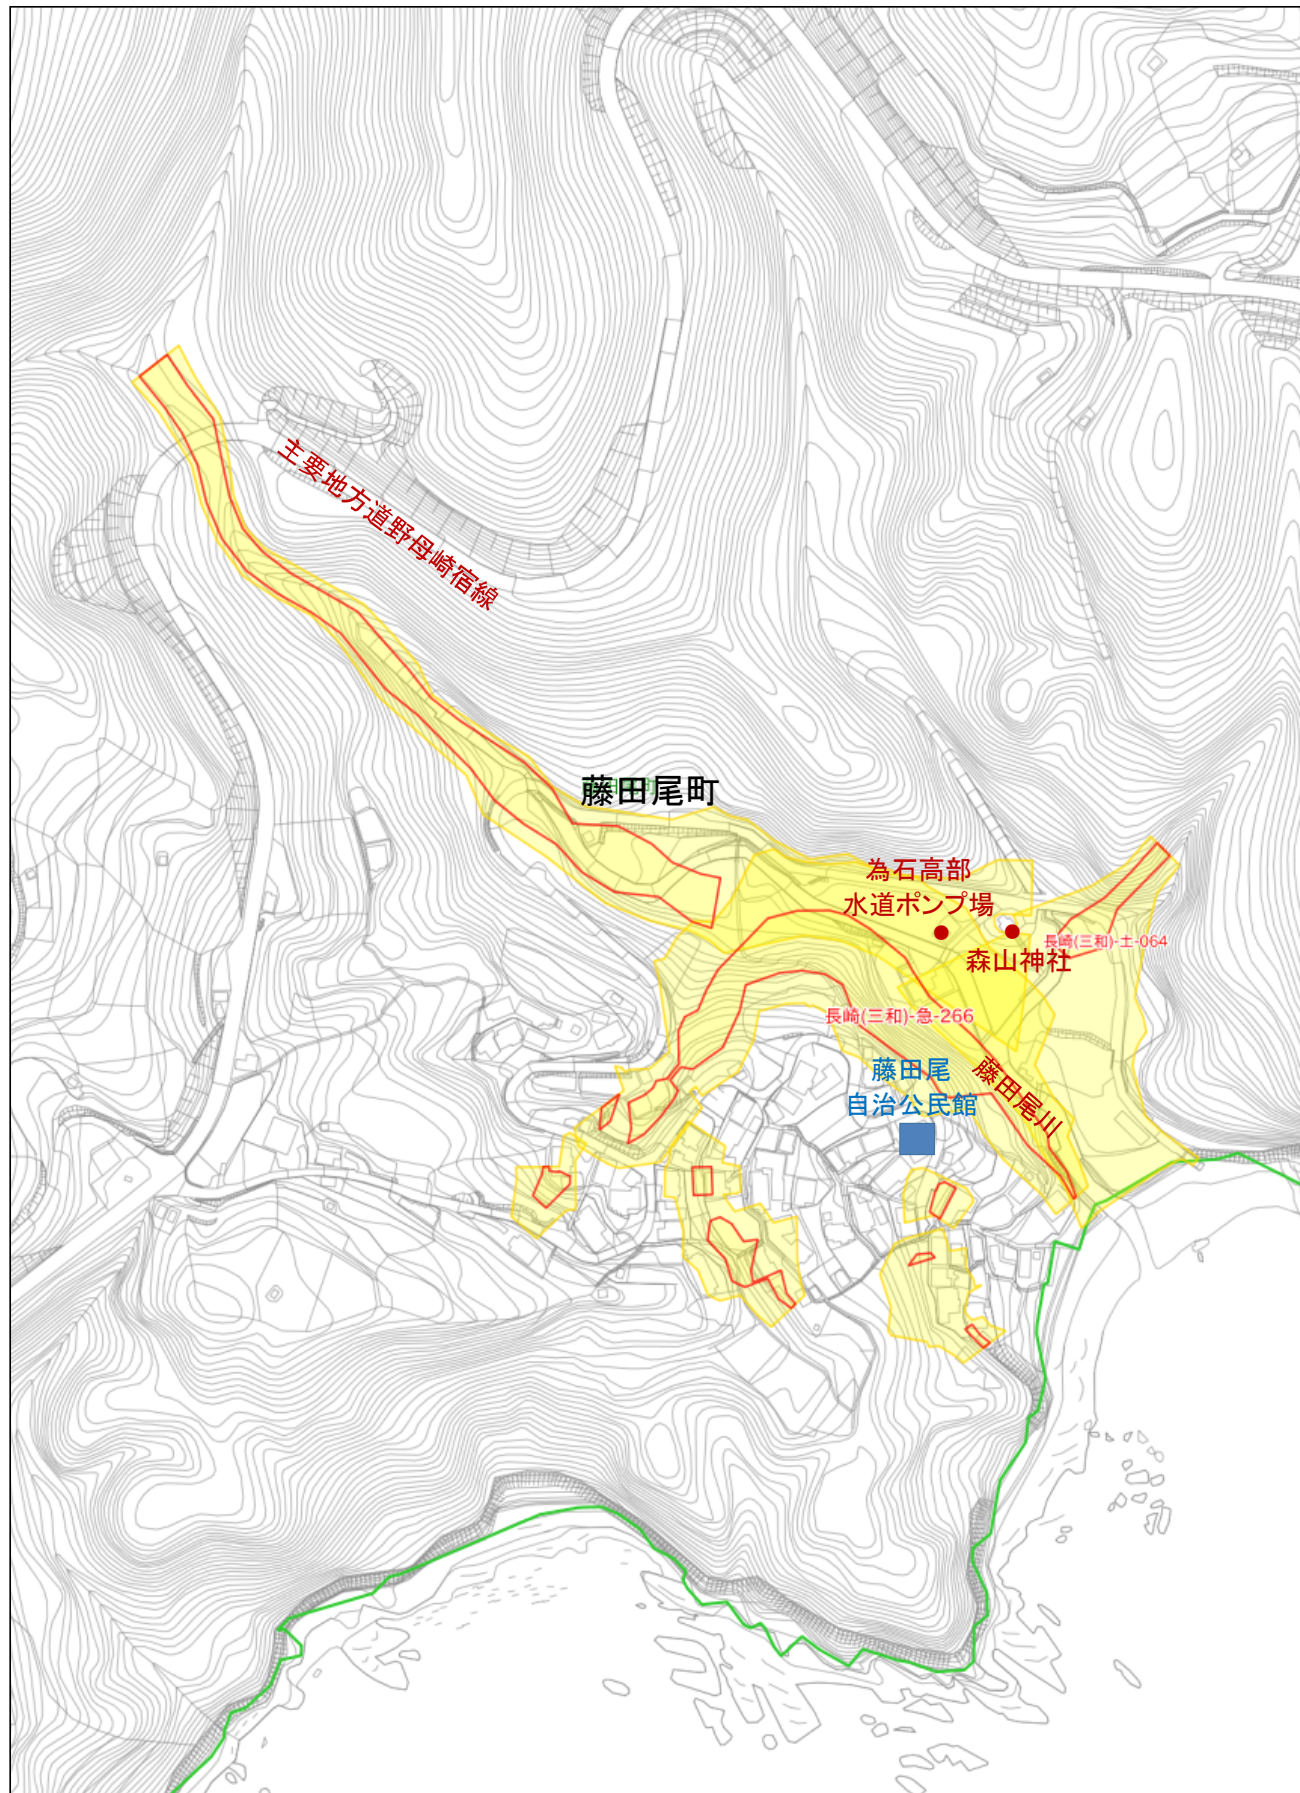 主要地方道野母崎宿線
藤田尾町
為石高部
水道ポンプ場
長崎(三和)-土-064
森山神社
長崎(三和)-急-266
藤田尾
自治公民館
藤田尾川